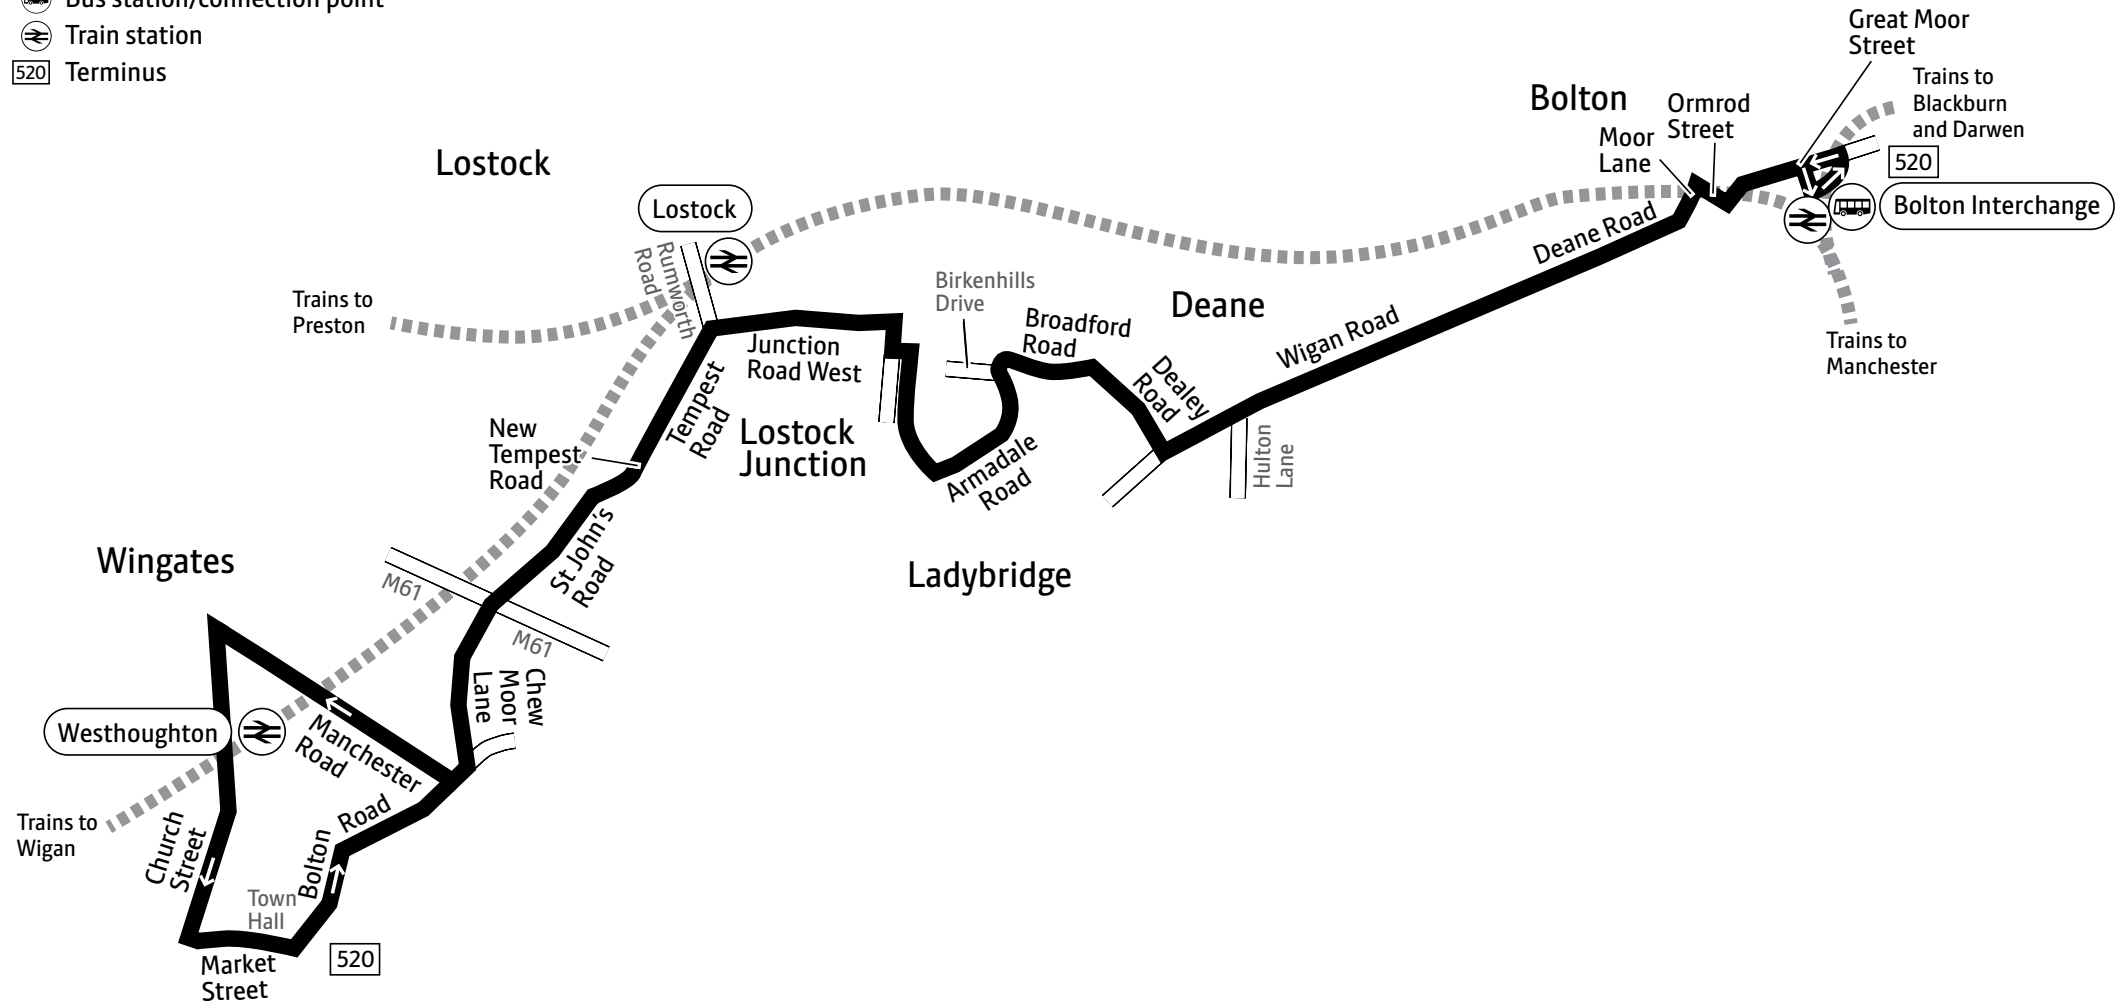 Bus station/connection point
Train station
520 Terminus
Great Moor
Street
Trains to
Blackburn
and Darwen
Bolton
Ormrod
Street
Moor
Lane
520
Bolton Interchange
Trains to
Manchester
Lostock
Lostock
Rumworth
Road
Trains to
Preston
Birkenhills
Drive
Broadford
Road
Deane
Deane Road
Wigan Road
Dealey
Road
Hulton
Lane
Junction
Road West
Tempest
Road
Lostock
Junction
New
Tempest
Road
Armadale
Road
Ladybridge
St John's
Road
Wingates
M61
M61
Chew
Moor
Lane
Westhoughton
Manchester
Road
Trains to
Wigan
Church
Street
Bolton
Road
Town
Hall
Market
Street
520